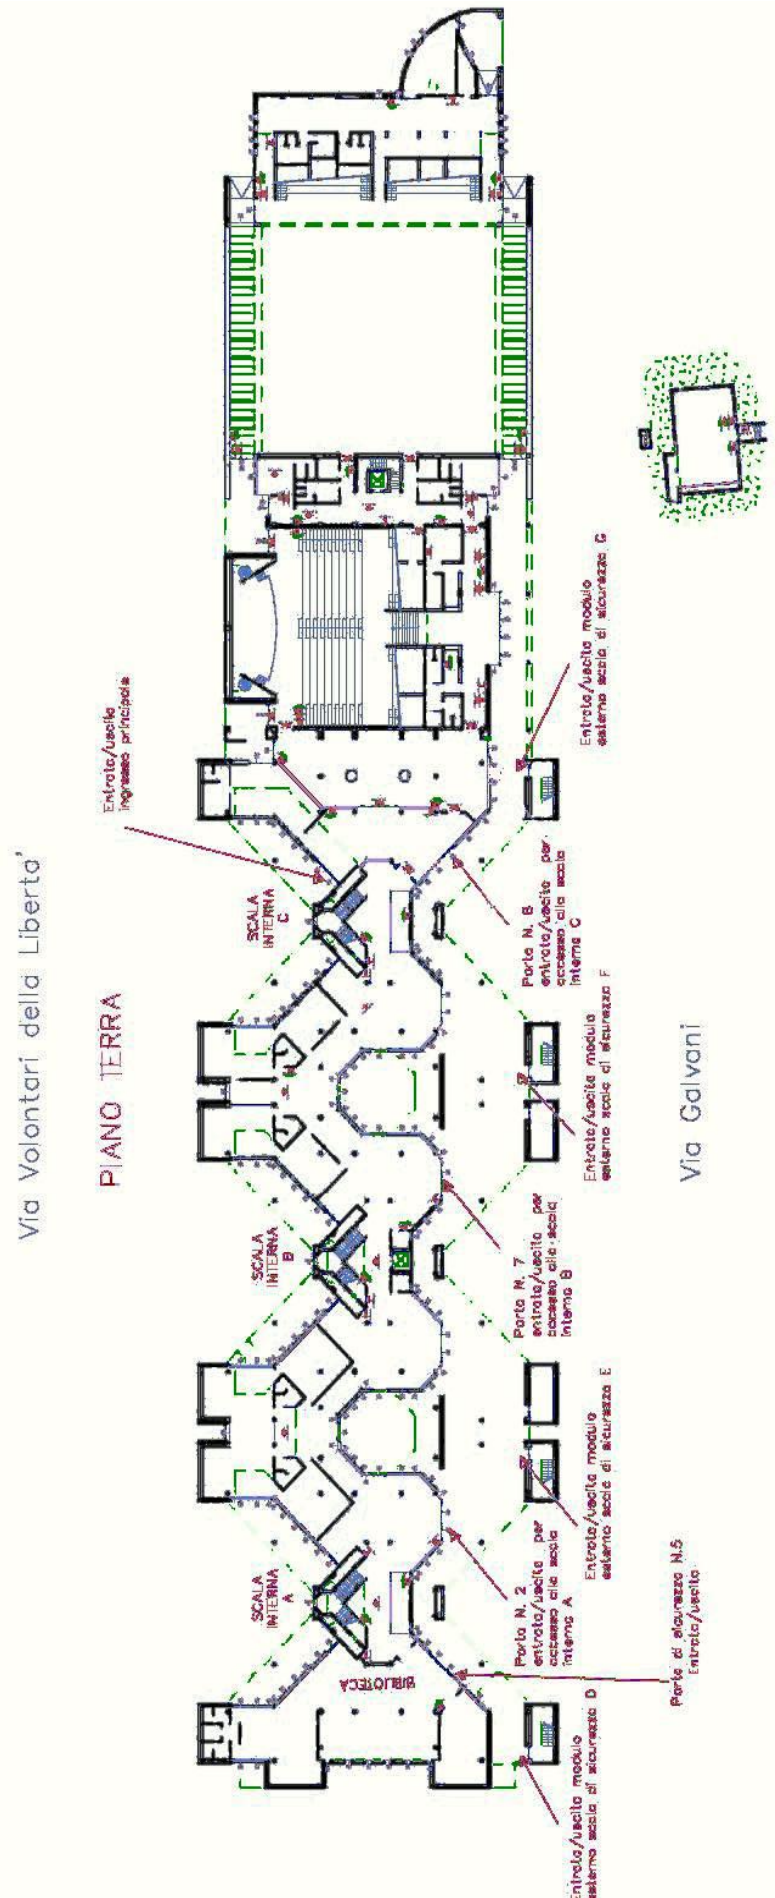 Via Volontari della Liberta'
PIANO TERRA
Entrata/uscita
ingresso principale
SCALA
INTERNA
C
SCALA
INTERNA
B
SCALA
INTERNA
A
BIBLIOTECA
Entrata/uscita modulo
esterno scala di sicurezza G
Porta N. 8
entrata/uscita per
accesso alla scala
interna C
Entrata/uscita modulo
esterno scala di sicurezza F
Porta N. 7
entrata/uscita per
accesso alla scala
interna B
Entrata/uscita modulo
esterno scala di sicurezza E
Porta N. 2
entrata/uscita per
accesso alla scala
interna A
Porta di sicurezza N.5
Entrata/uscita
Entrata/uscita modulo
esterno scala di sicurezza D
Via Galvani